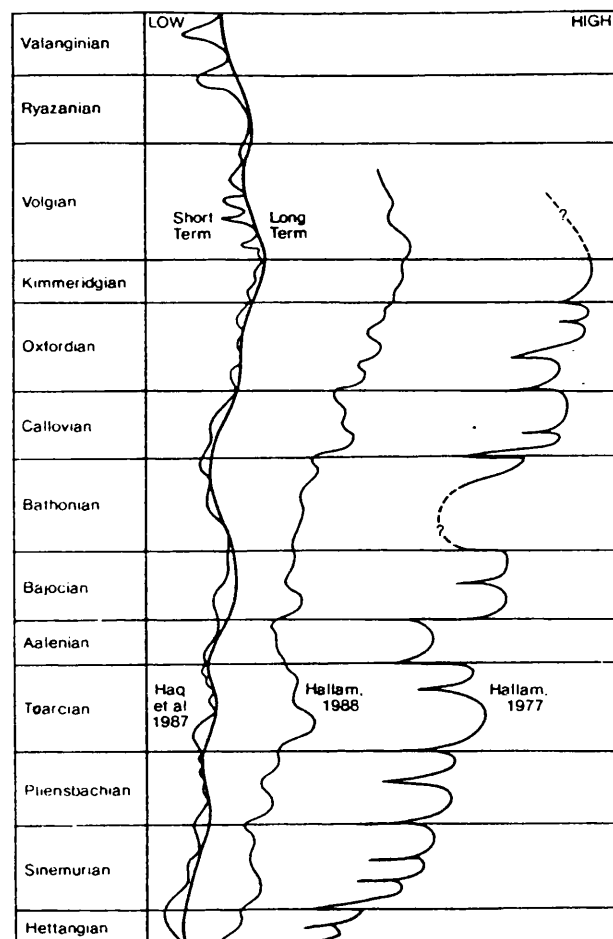 LOW
HIGH
Valanginian
Ryazanian
Volgian
Short
Term
Long
Term
?
Kimmeridgian
Oxfordian
Callovian
Bathonian
?
Bajocian
Aalenian
Toarcian
Haq
et al
1987
Hallam,
1988
Hallam,
1977
Pliensbachian
Sinemurian
Hettangian